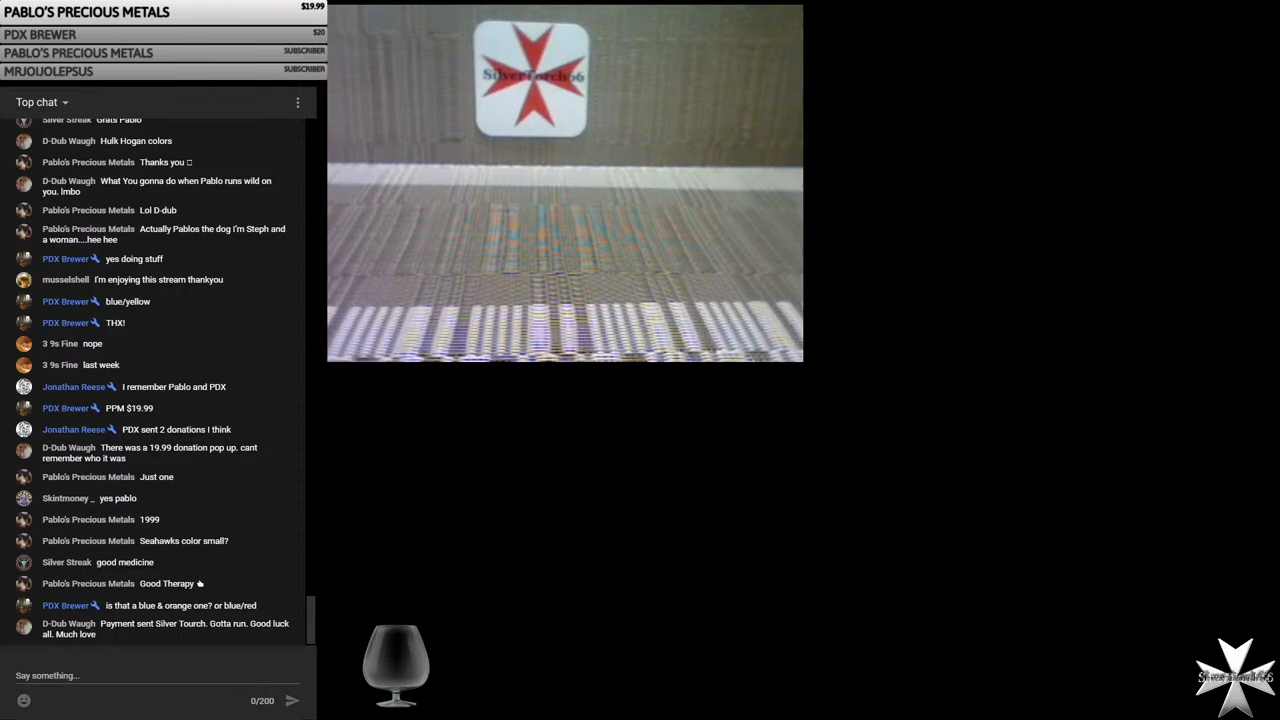 PABLO'S PRECIOUS METALS $19.99
PDX BREWER $20
PABLO'S PRECIOUS METALS SUBSCRIBER
MRJOIJOLEPSUS SUBSCRIBER
Top chat
Silver Streak Grats Pablo
D-Dub Waugh Hulk Hogan colors
Pablo's Precious Metals Thanks you □
D-Dub Waugh What You gonna do when Pablo runs wild on
you. lmbo
Pablo's Precious Metals Lol D-dub
Pablo's Precious Metals Actually Pablos the dog I'm Steph and
a woman....hee hee
PDX Brewer yes doing stuff
musselshell I'm enjoying this stream thankyou
PDX Brewer blue/yellow
PDX Brewer THX!
3 9s Fine nope
3 9s Fine last week
Jonathan Reese I remember Pablo and PDX
PDX Brewer PPM $19.99
Jonathan Reese PDX sent 2 donations I think
D-Dub Waugh There was a 19.99 donation pop up. cant
remember who it was
Pablo's Precious Metals Just one
Skintmoney _ yes pablo
Pablo's Precious Metals 1999
Pablo's Precious Metals Seahawks color small?
Silver Streak good medicine
Pablo's Precious Metals Good Therapy
PDX Brewer is that a blue & orange one? or blue/red
D-Dub Waugh Payment sent Silver Tourch. Gotta run. Good luck
all. Much love
Say something...
0/200
SilverTorch66
SilverTorch66